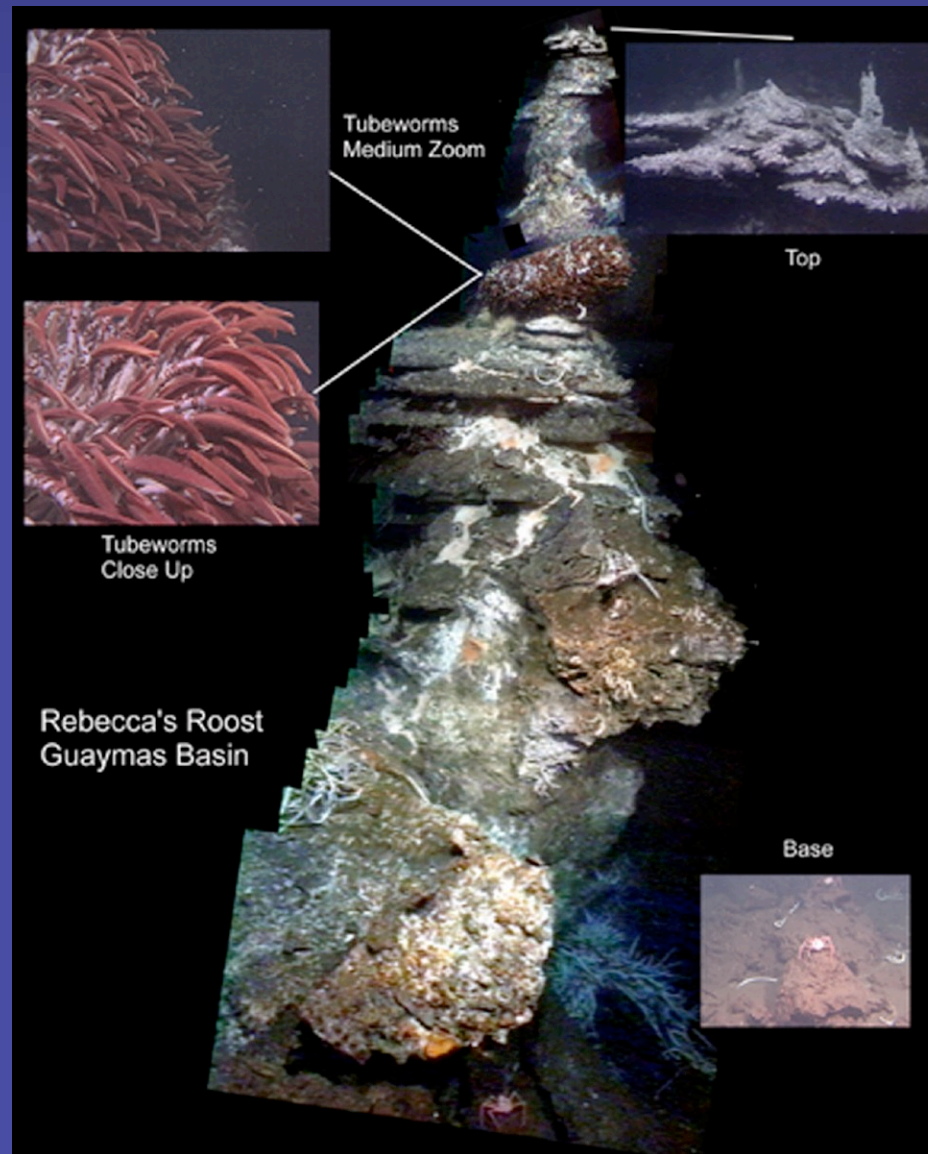 Tubeworms
Medium Zoom
Top
Tubeworms
Close Up
Rebecca's Roost
Guaymas Basin
Base